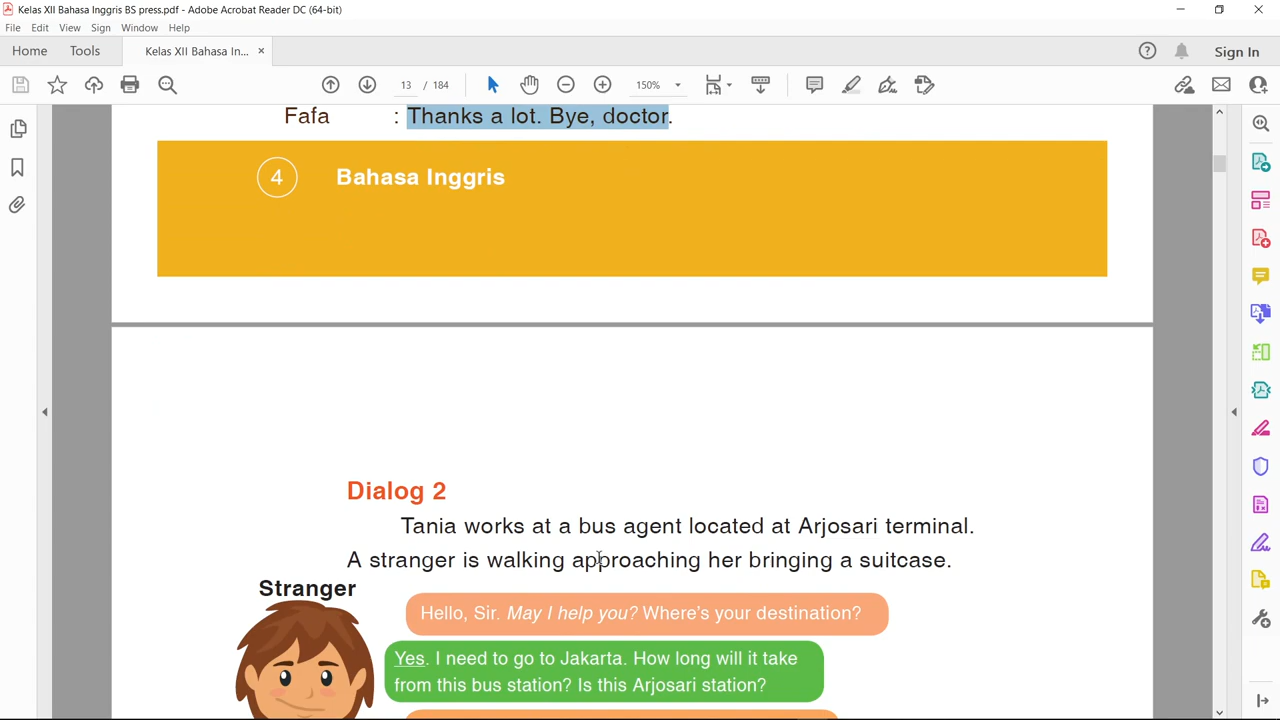 Kelas XII Bahasa Inggris BS press.pdf - Adobe Acrobat Reader DC (64-bit)
File Edit View Sign Window Help
Home Tools Kelas XII Bahasa In... × Sign In
13 / 184 150%
Fafa : Thanks a lot. Bye, doctor.
4 Bahasa Inggris
Dialog 2
Tania works at a bus agent located at Arjosari terminal.
A stranger is walking approaching her bringing a suitcase.
Stranger
Hello, Sir. May I help you? Where's your destination?
Yes. I need to go to Jakarta. How long will it take
from this bus station? Is this Arjosari station?